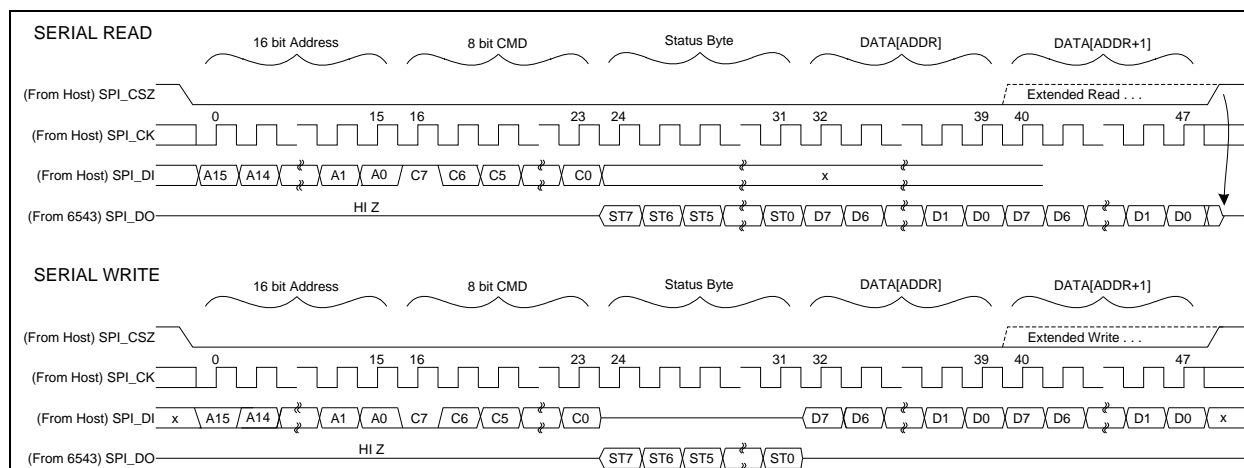 SERIAL READ
16 bit Address 8 bit CMD Status Byte DATA[ADDR] DATA[ADDR+1]
(From Host) SPI_CSZ Extended Read . . .
0 15 16 23 24 31 32 39 40 47
(From Host) SPI_CK
(From Host) SPI_DI A15 A14 A1 A0 C7 C6 C5 C0 x
HI Z
(From 6543) SPI_DO ST7 ST6 ST5 ST0 D7 D6 D1 D0 D7 D6 D1 D0
SERIAL WRITE
16 bit Address 8 bit CMD Status Byte DATA[ADDR] DATA[ADDR+1]
(From Host) SPI_CSZ Extended Write . . .
0 15 16 23 24 31 32 39 40 47
(From Host) SPI_CK
(From Host) SPI_DI x A15 A14 A1 A0 C7 C6 C5 C0 D7 D6 D1 D0 D7 D6 D1 D0 x
HI Z
(From 6543) SPI_DO ST7 ST6 ST5 ST0